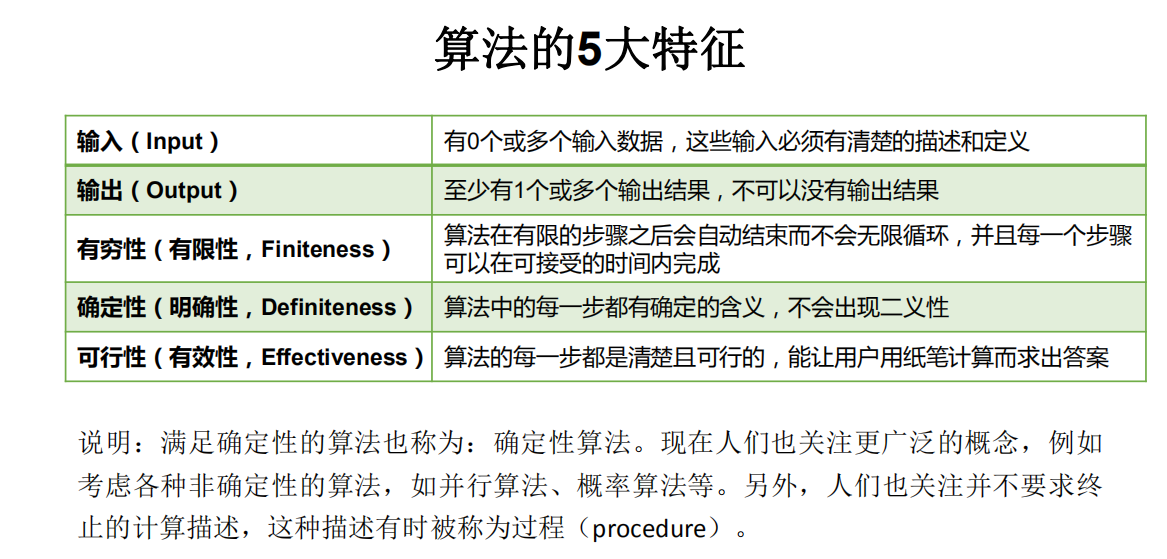 算法的5大特征
输入（Input） 有0个或多个输入数据，这些输入必须有清楚的描述和定义
输出（Output） 至少有1个或多个输出结果，不可以没有输出结果
有穷性（有限性，Finiteness） 算法在有限的步骤之后会自动结束而不会无限循环，并且每一个步骤
可以在可接受的时间内完成
确定性（明确性，Definiteness） 算法中的每一步都有确定的含义，不会出现二义性
可行性（有效性，Effectiveness） 算法的每一步都是清楚且可行的，能让用户用纸笔计算而求出答案
说明：满足确定性的算法也称为：确定性算法。现在人们也关注更广泛的概念，例如
考虑各种非确定性的算法，如并行算法、概率算法等。另外，人们也关注并不要求终
止的计算描述，这种描述有时被称为过程（procedure）。